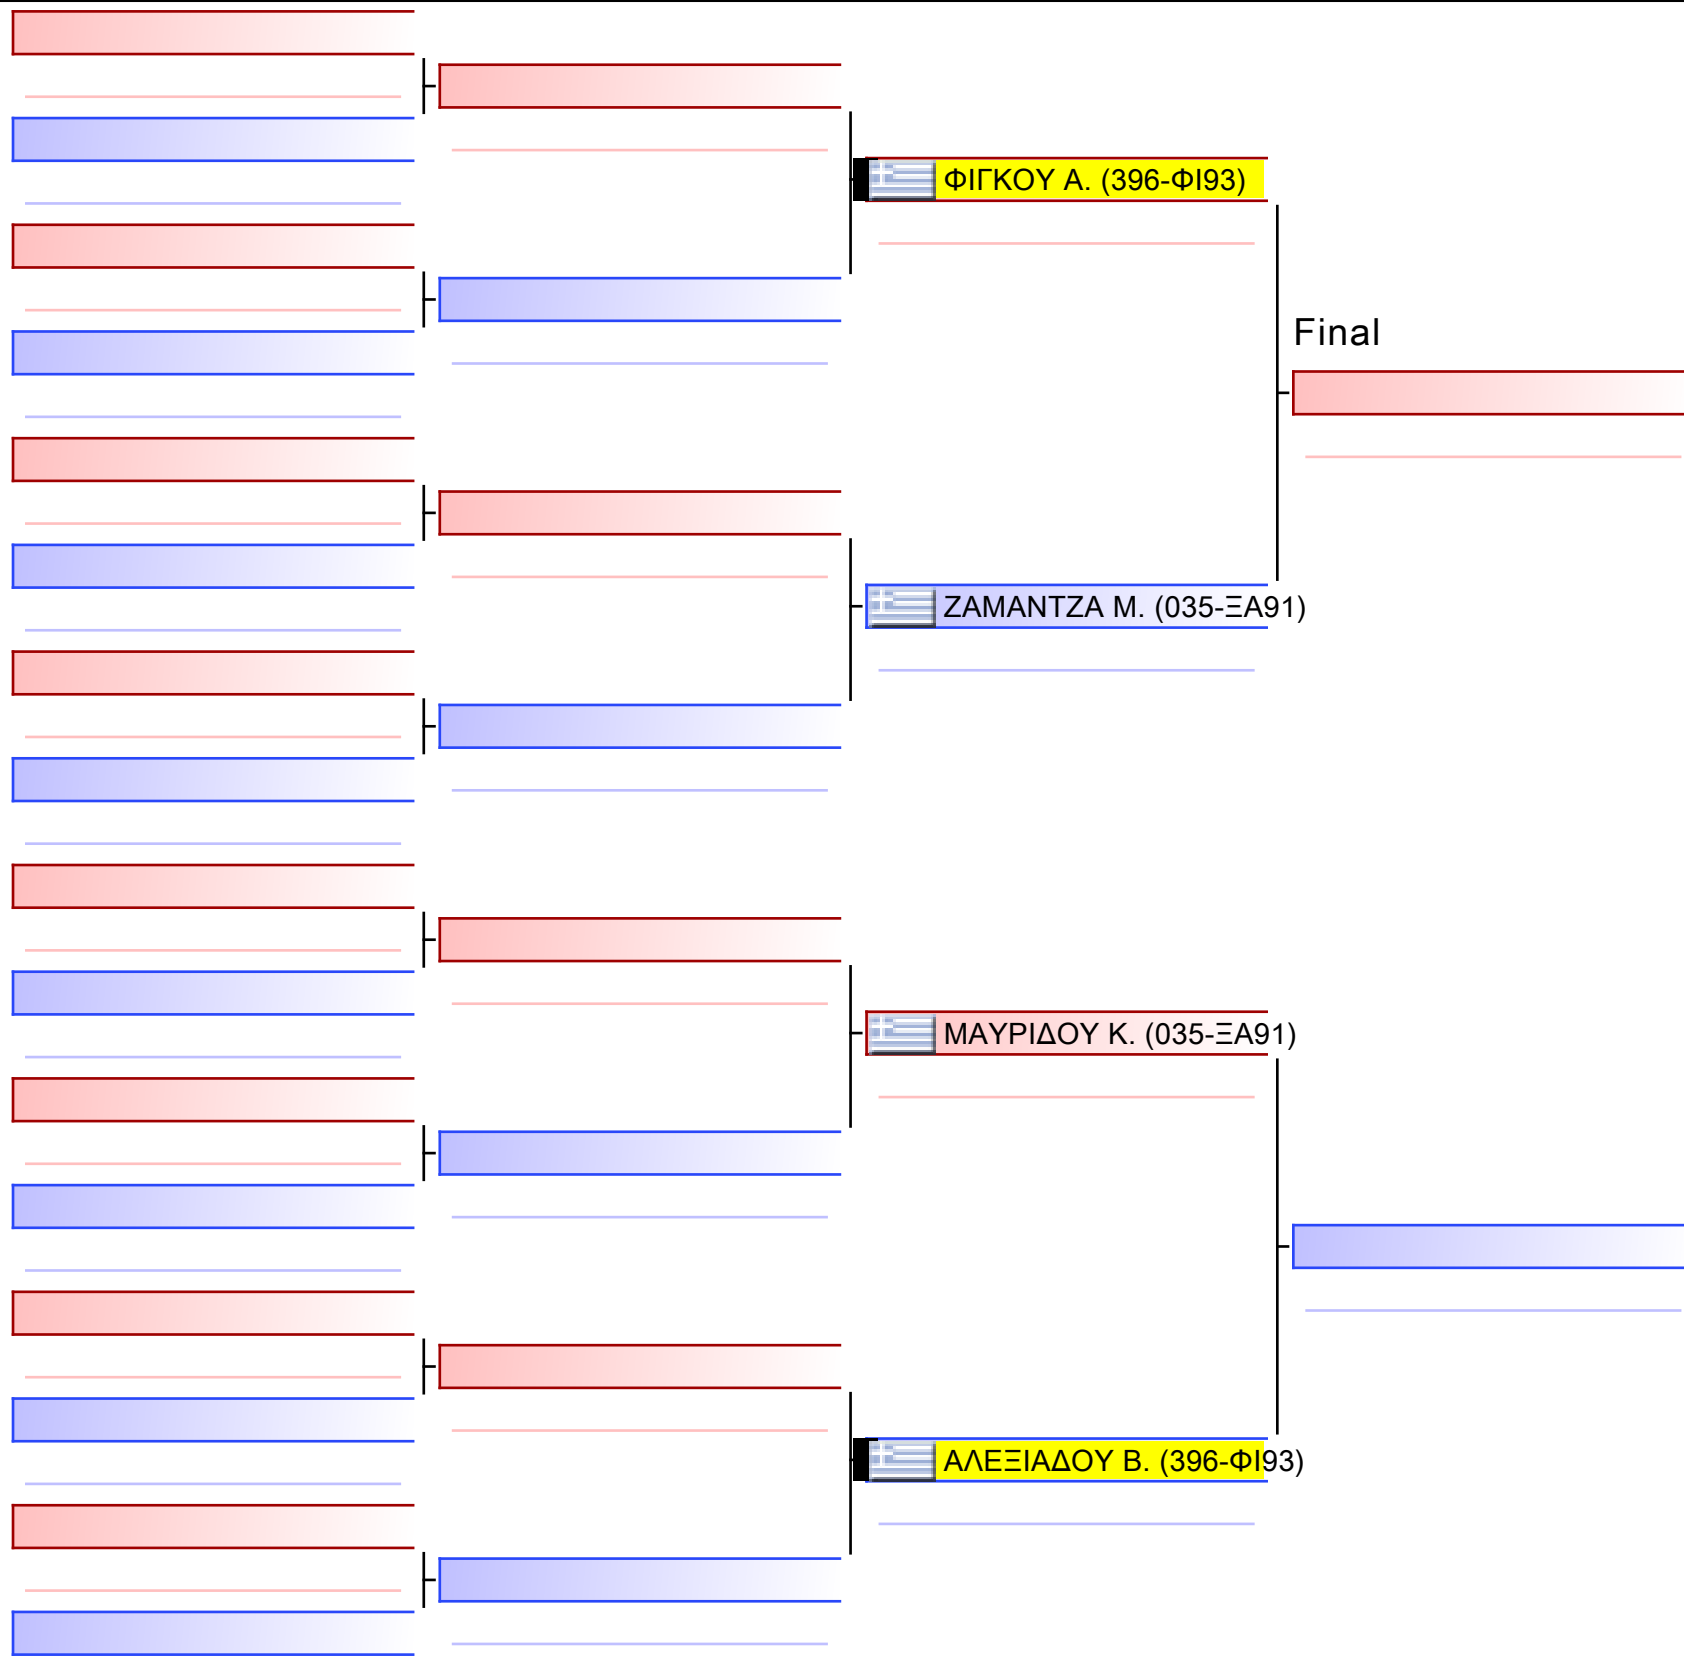 ΦΙΓΚΟΥ Α. (396-ΦΙ93)
Final
ΖΑΜΑΝΤΖΑ Μ. (035-ΞΑ91)
ΜΑΥΡΙΔΟΥ Κ. (035-ΞΑ91)
ΑΛΕΞΙΑΔΟΥ Β. (396-ΦΙ93)